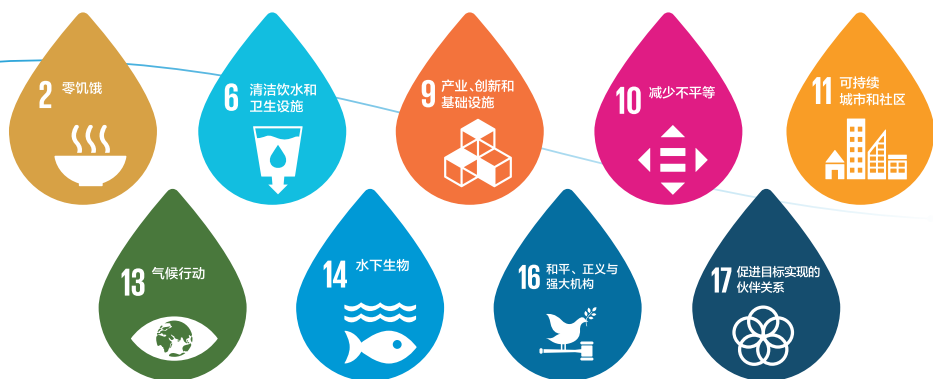 2 零饥饿
6 清洁饮水和
卫生设施
9 产业、创新和
基础设施
10 减少不平等
11 可持续
城市和社区
13 气候行动
14 水下生物
16 和平、正义与
强大机构
17 促进目标实现的
伙伴关系